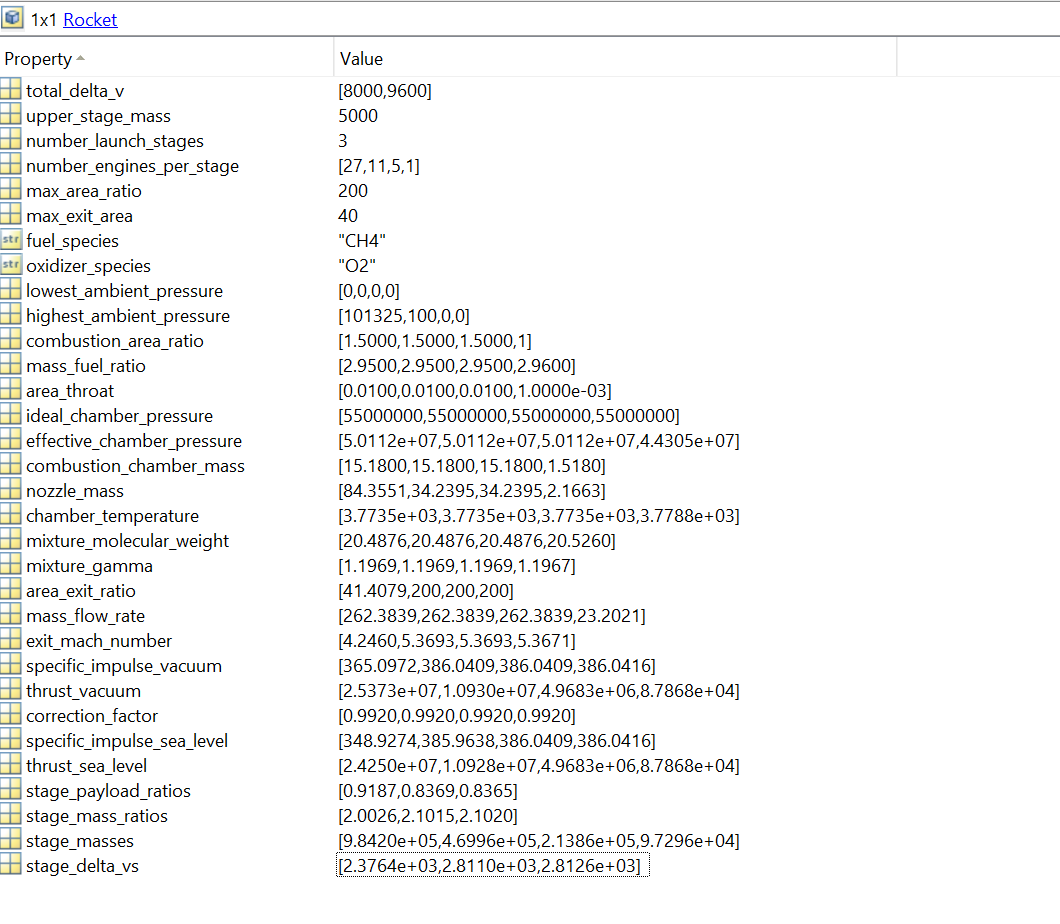 1x1 Rocket
Property Value
total_delta_v [8000,9600]
upper_stage_mass 5000
number_launch_stages 3
number_engines_per_stage [27,11,5,1]
max_area_ratio 200
max_exit_area 40
str fuel_species "CH4"
str oxidizer_species "O2"
lowest_ambient_pressure [0,0,0,0]
highest_ambient_pressure [101325,100,0,0]
combustion_area_ratio [1.5000,1.5000,1.5000,1]
mass_fuel_ratio [2.9500,2.9500,2.9500,2.9600]
area_throat [0.0100,0.0100,0.0100,1.0000e-03]
ideal_chamber_pressure [55000000,55000000,55000000,55000000]
effective_chamber_pressure [5.0112e+07,5.0112e+07,5.0112e+07,4.4305e+07]
combustion_chamber_mass [15.1800,15.1800,15.1800,1.5180]
nozzle_mass [84.3551,34.2395,34.2395,2.1663]
chamber_temperature [3.7735e+03,3.7735e+03,3.7735e+03,3.7788e+03]
mixture_molecular_weight [20.4876,20.4876,20.4876,20.5260]
mixture_gamma [1.1969,1.1969,1.1969,1.1967]
area_exit_ratio [41.4079,200,200,200]
mass_flow_rate [262.3839,262.3839,262.3839,23.2021]
exit_mach_number [4.2460,5.3693,5.3693,5.3671]
specific_impulse_vacuum [365.0972,386.0409,386.0409,386.0416]
thrust_vacuum [2.5373e+07,1.0930e+07,4.9683e+06,8.7868e+04]
correction_factor [0.9920,0.9920,0.9920,0.9920]
specific_impulse_sea_level [348.9274,385.9638,386.0409,386.0416]
thrust_sea_level [2.4250e+07,1.0928e+07,4.9683e+06,8.7868e+04]
stage_payload_ratios [0.9187,0.8369,0.8365]
stage_mass_ratios [2.0026,2.1015,2.1020]
stage_masses [9.8420e+05,4.6996e+05,2.1386e+05,9.7296e+04]
stage_delta_vs [2.3764e+03,2.8110e+03,2.8126e+03]